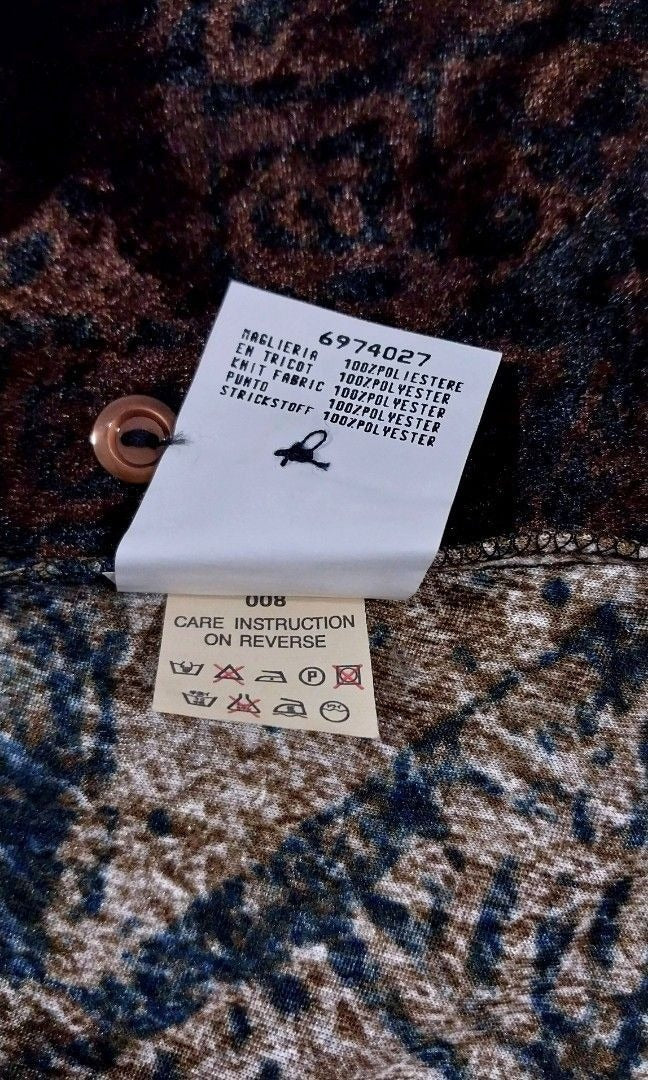 6974027
MAGLIERIA 100%POLIESTERE
EN TRICOT 100%POLYESTER
KNIT FABRIC 100%POLYESTER
PUNTO 100%POLYESTER
STRICKSTOFF 100%POLYESTER
008
CARE INSTRUCTION
ON REVERSE
P